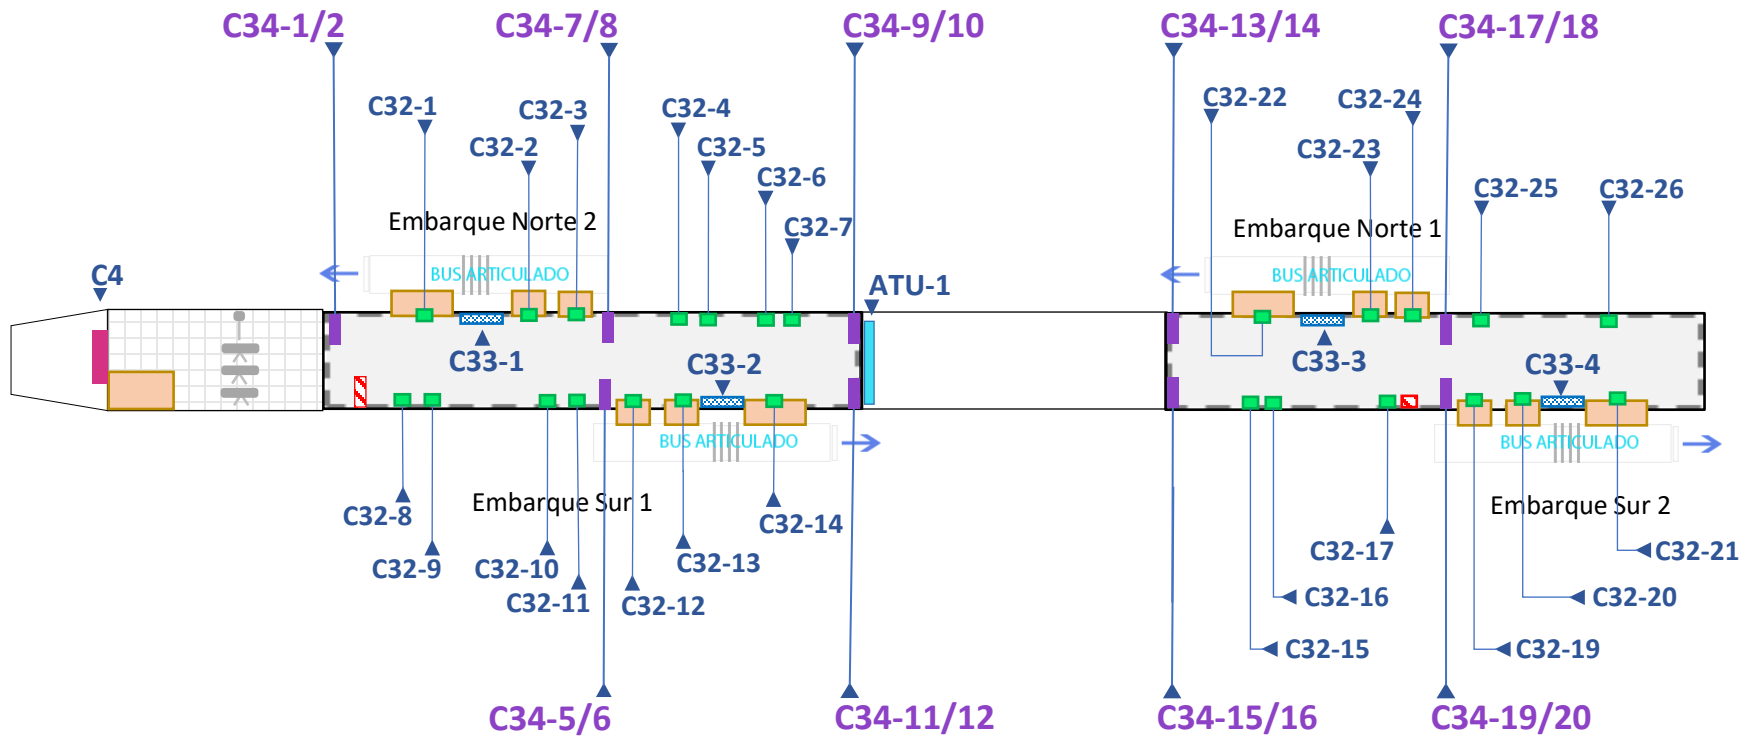 C34-1/2
C34-7/8
C34-9/10
C34-13/14
C34-17/18
C32-1
C32-3
C32-4
C32-22
C32-24
C32-2
C32-5
C32-23
C32-6
C32-25
C32-26
Embarque Norte 2
C32-7
Embarque Norte 1
C4
BUS ARTICULADO
ATU-1
BUS ARTICULADO
C33-1
C33-2
C33-3
C33-4
BUS ARTICULADO
BUS ARTICULADO
Embarque Sur 1
Embarque Sur 2
C32-8
C32-14
C32-17
C32-21
C32-9
C32-10
C32-13
C32-11
C32-12
C32-16
C32-20
C32-15
C32-19
C34-5/6
C34-11/12
C34-15/16
C34-19/20